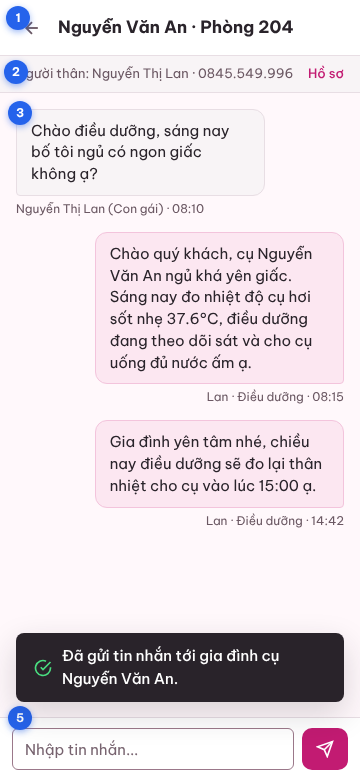 1
Nguyễn Văn An · Phòng 204
2
gười thân: Nguyễn Thị Lan · 0845.549.996 Hồ sơ
3
Chào điều dưỡng, sáng nay
bố tôi ngủ có ngon giấc
không ạ?
Nguyễn Thị Lan (Con gái) · 08:10
Chào quý khách, cụ Nguyễn
Văn An ngủ khá yên giấc.
Sáng nay đo nhiệt độ cụ hơi
sốt nhẹ 37.6°C, điều dưỡng
đang theo dõi sát và cho cụ
uống đủ nước ấm ạ.
Lan · Điều dưỡng · 08:15
Gia đình yên tâm nhé, chiều
nay điều dưỡng sẽ đo lại thân
nhiệt cho cụ vào lúc 15:00 ạ.
Lan · Điều dưỡng · 14:42
Đã gửi tin nhắn tới gia đình cụ
Nguyễn Văn An.
5
Nhập tin nhắn...